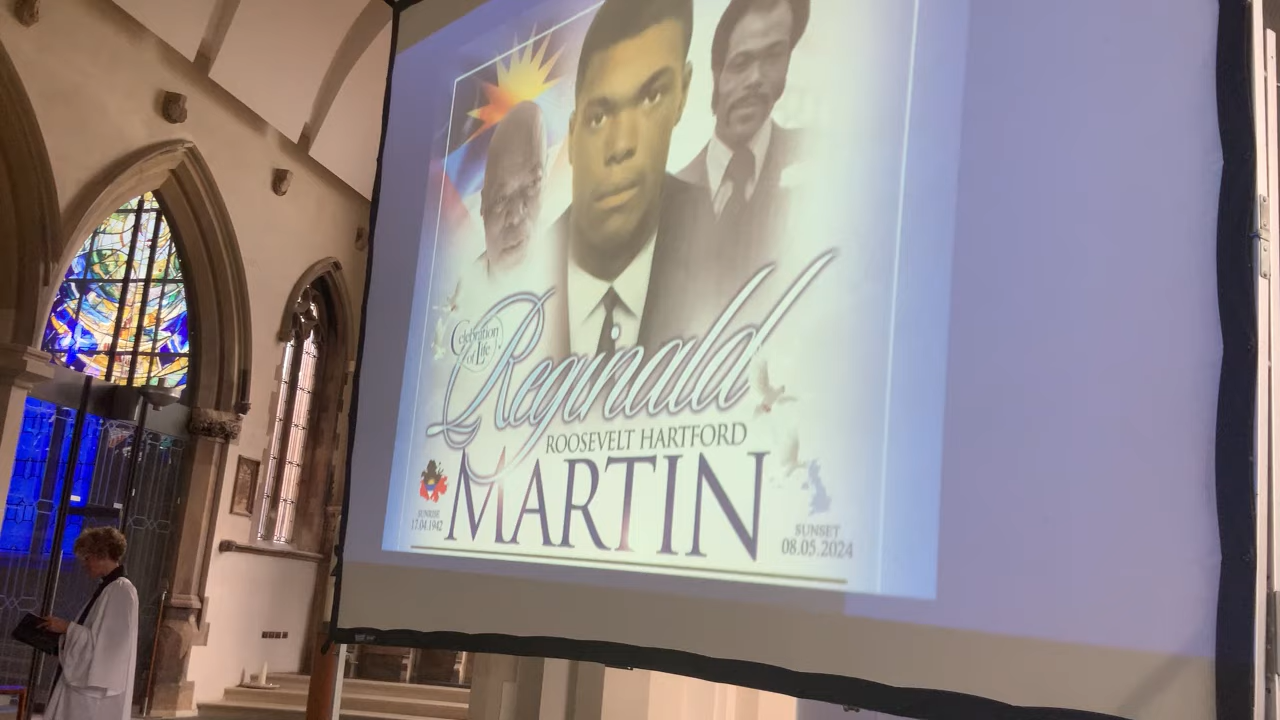 Celebration
of Life
Reginald
ROOSEVELT HARTFORD
MARTIN
SUNRISE
17.04.1942
SUNSET
08.05.2024